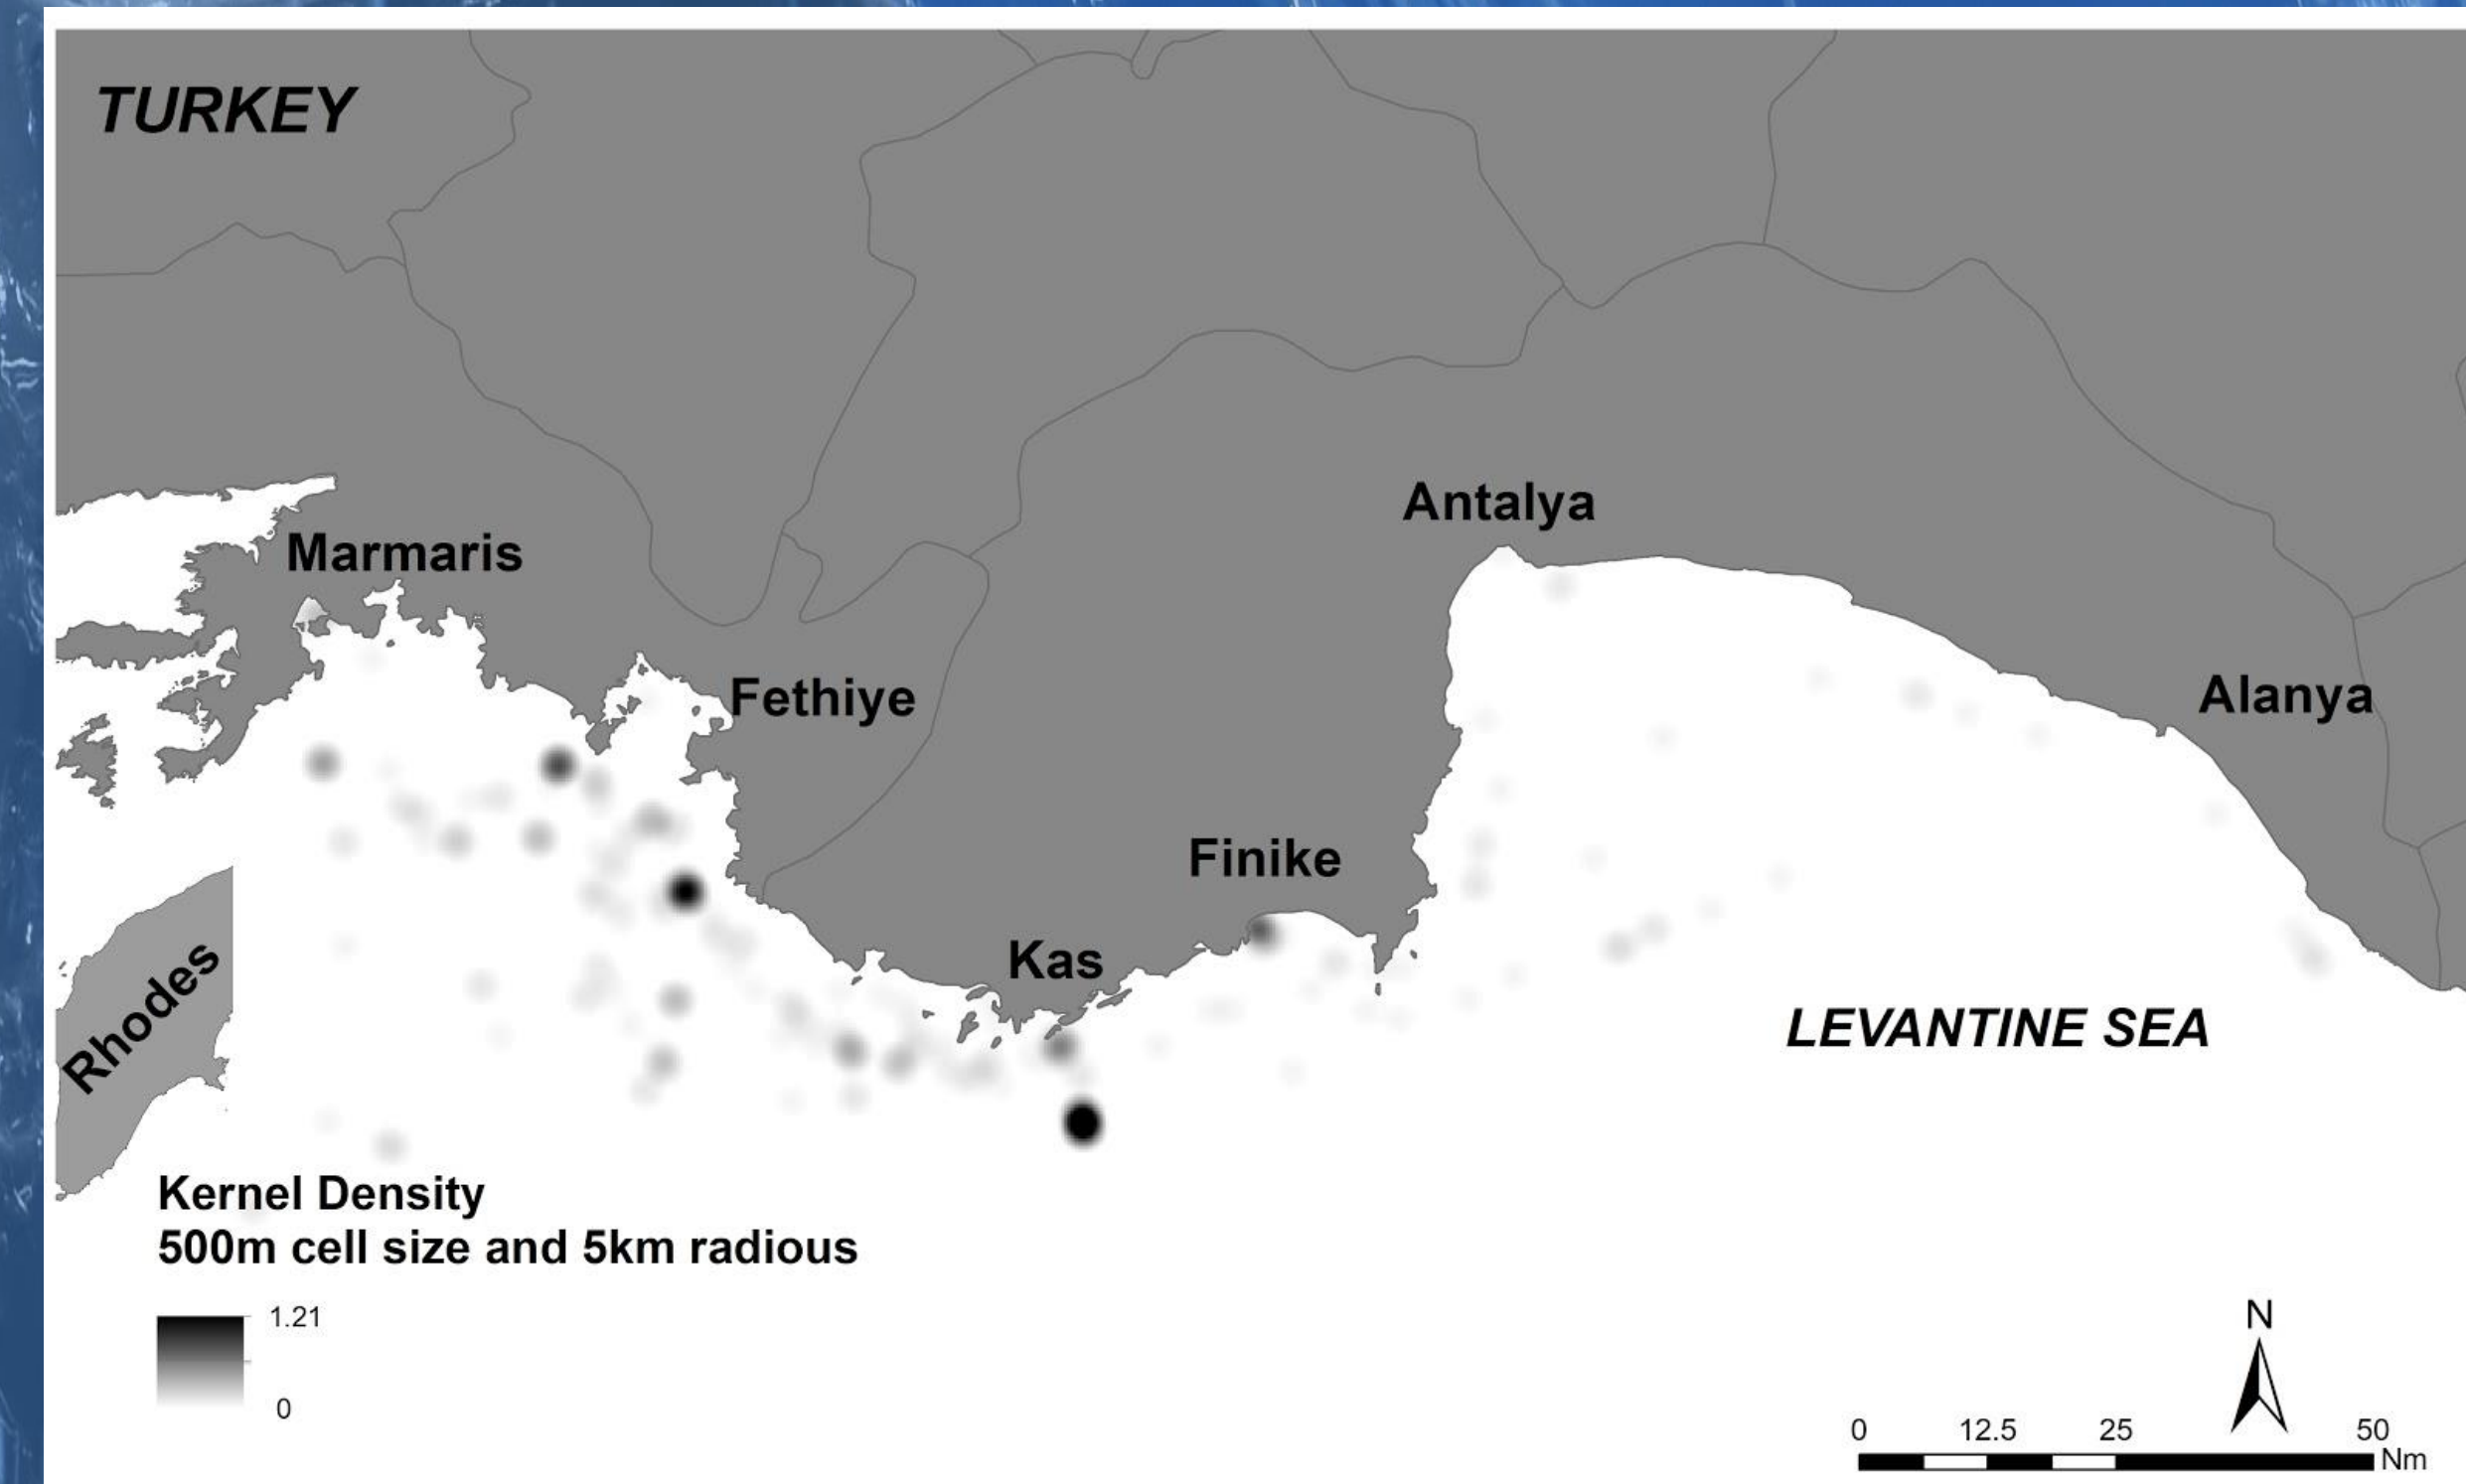 TURKEY
Marmaris
Antalya
Fethiye
Alanya
Finike
Kas
Rhodes
LEVANTINE SEA
Kernel Density
500m cell size and 5km radious
1.21
0
N
0 12.5 25 50
Nm